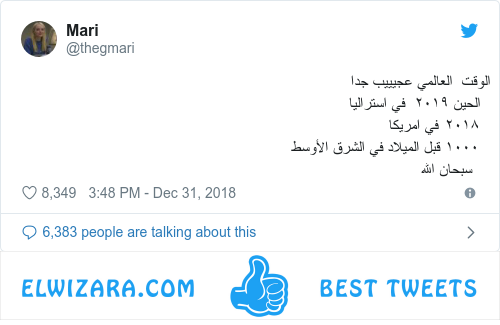 Mari
@thegmari
الوقت العالمي عجيييب جدا
الحين ٢٠١٩ في استراليا
٢٠١٨ في امريكا
١٠٠٠ قبل الميلاد في الشرق الأوسط
سبحان الله
8,349 3:48 PM - Dec 31, 2018
6,383 people are talking about this
ELWIZARA.COM BEST TWEETS